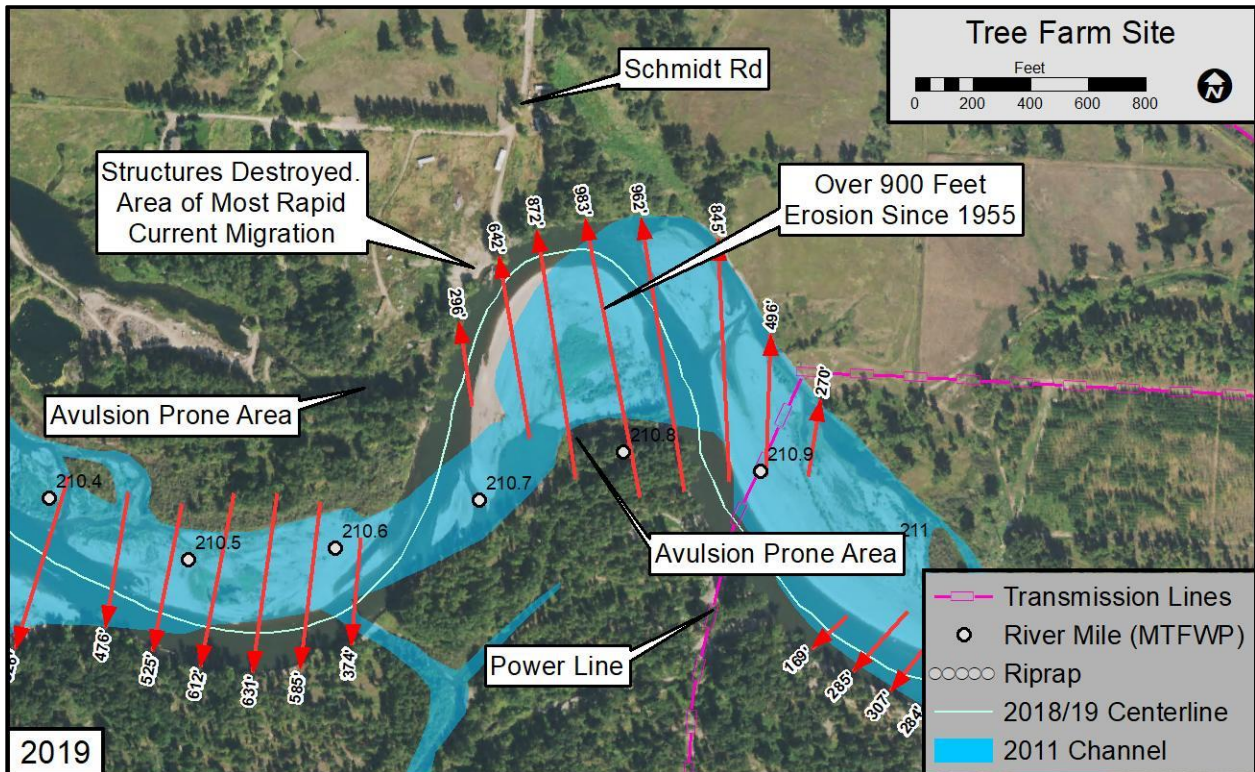 Tree Farm Site
Feet
0 200 400 600 800
N
Schmidt Rd
Structures Destroyed.
Area of Most Rapid
Current Migration
Over 900 Feet
Erosion Since 1955
296'
642'
872'
983'
962'
845'
496'
270'
Avulsion Prone Area
210.4
210.5
210.6
210.7
210.8
210.9
211
Avulsion Prone Area
Power Line
476'
525'
612'
631'
585'
374'
169'
285'
307'
284'
Transmission Lines
River Mile (MTFWP)
Riprap
2018/19 Centerline
2011 Channel
2019